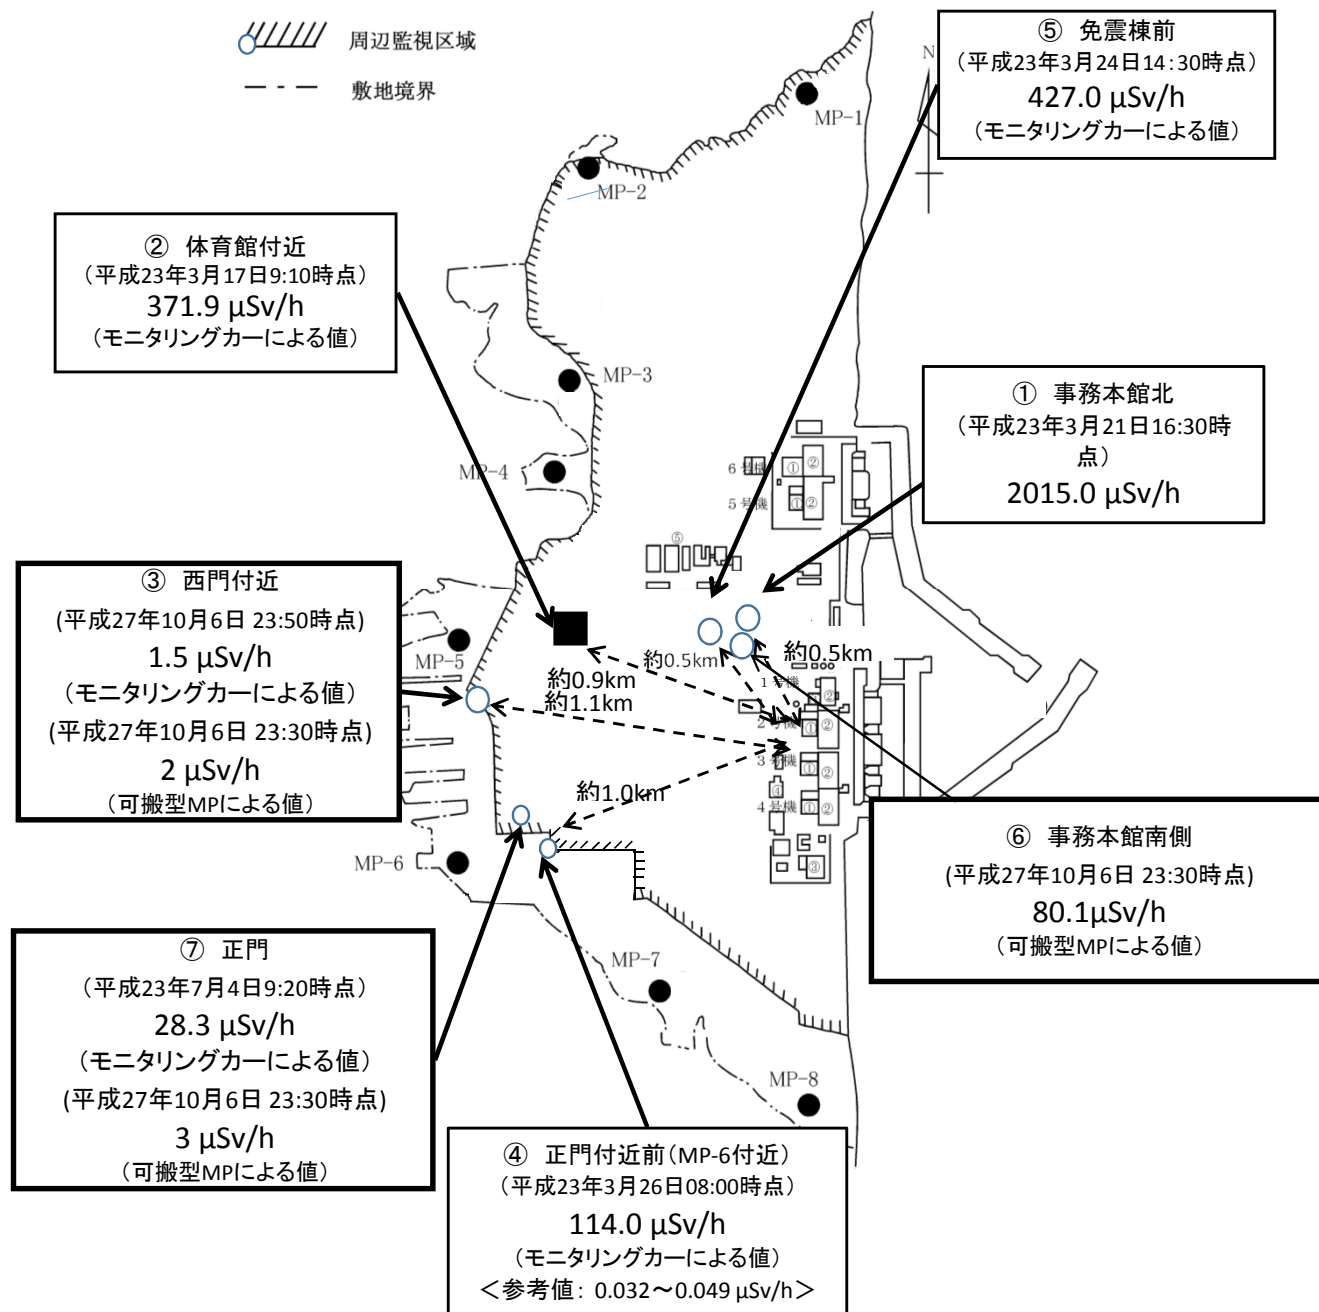 周辺監視区域
敷地境界
N
⑤ 免震棟前
(平成23年3月24日14:30時点)
427.0 µSv/h
(モニタリングカーによる値)
MP-1
MP-2
② 体育館付近
(平成23年3月17日9:10時点)
371.9 µSv/h
(モニタリングカーによる値)
MP-3
① 事務本館北
(平成23年3月21日16:30時
点)
2015.0 µSv/h
MP-4
6号機
①
②
5号機
①
②
⑤
③ 西門付近
(平成27年10月6日 23:50時点)
1.5 µSv/h
(モニタリングカーによる値)
(平成27年10月6日 23:30時点)
2 µSv/h
(可搬型MPによる値)
MP-5
約0.5km
約0.5km
約0.9km
約1.1km
1号機
②
2号機
①
②
3号機
①
②
約1.0km
④
4号機
①
②
③
MP-6
⑥ 事務本館南側
(平成27年10月6日 23:30時点)
80.1µSv/h
(可搬型MPによる値)
⑦ 正門
(平成23年7月4日9:20時点)
28.3 µSv/h
(モニタリングカーによる値)
(平成27年10月6日 23:30時点)
3 µSv/h
(可搬型MPによる値)
MP-7
MP-8
④ 正門付近前(MP-6付近)
(平成23年3月26日08:00時点)
114.0 µSv/h
(モニタリングカーによる値)
<参考値: 0.032~0.049 µSv/h>